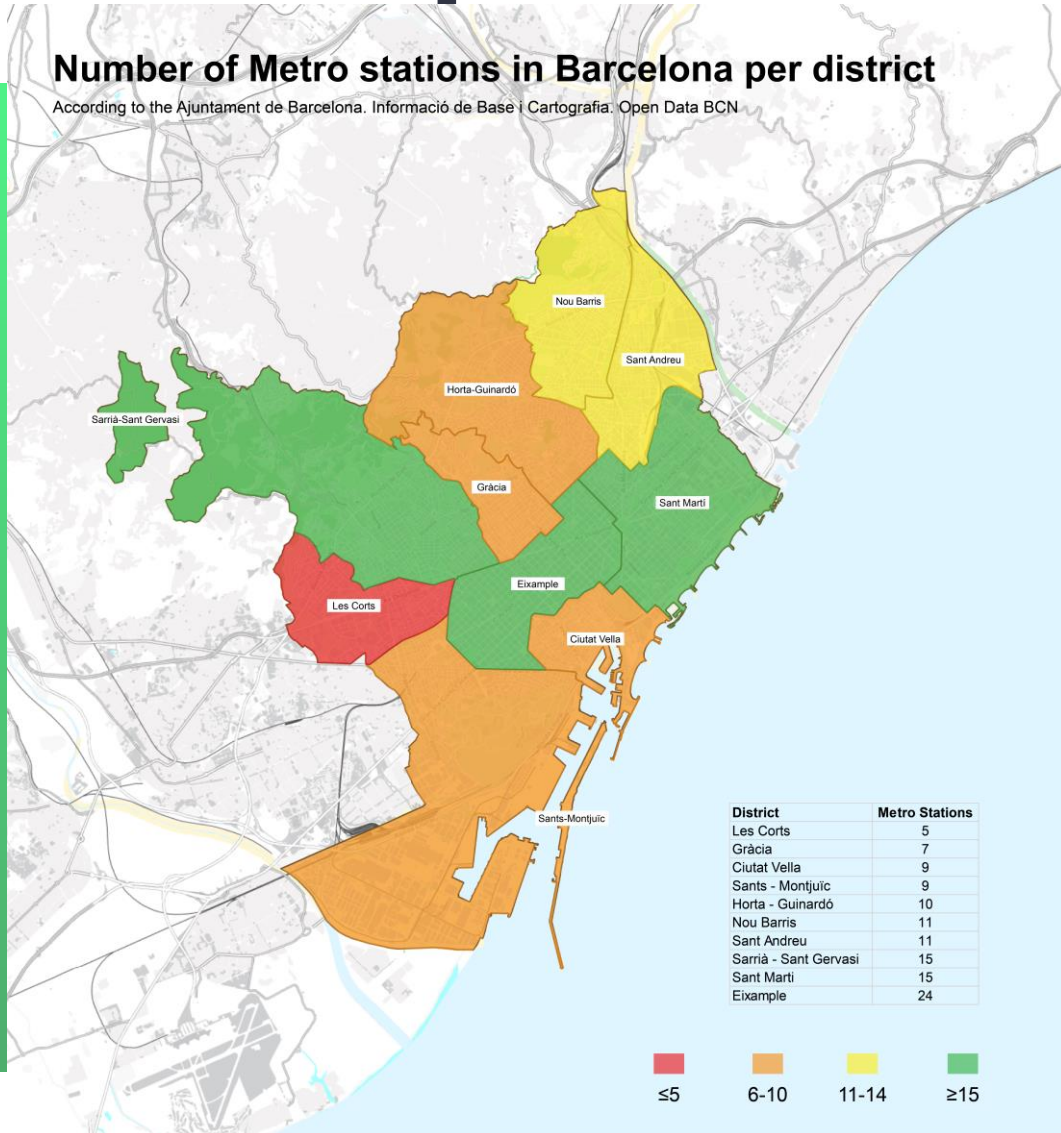 Number of Metro stations in Barcelona per district
According to the Ajuntament de Barcelona. Informació de Base i Cartografia. Open Data BCN
Nou Barris
Sant Andreu
Horta-Guinardó
Sarrià-Sant Gervasi
Gràcia
Sant Martí
Eixample
Les Corts
Ciutat Vella
Sants-Montjuïc
District Metro Stations
Les Corts 5
Gràcia 7
Ciutat Vella 9
Sants - Montjuïc 9
Horta - Guinardó 10
Nou Barris 11
Sant Andreu 11
Sarrià - Sant Gervasi 15
Sant Marti 15
Eixample 24
≤5 6-10 11-14 ≥15